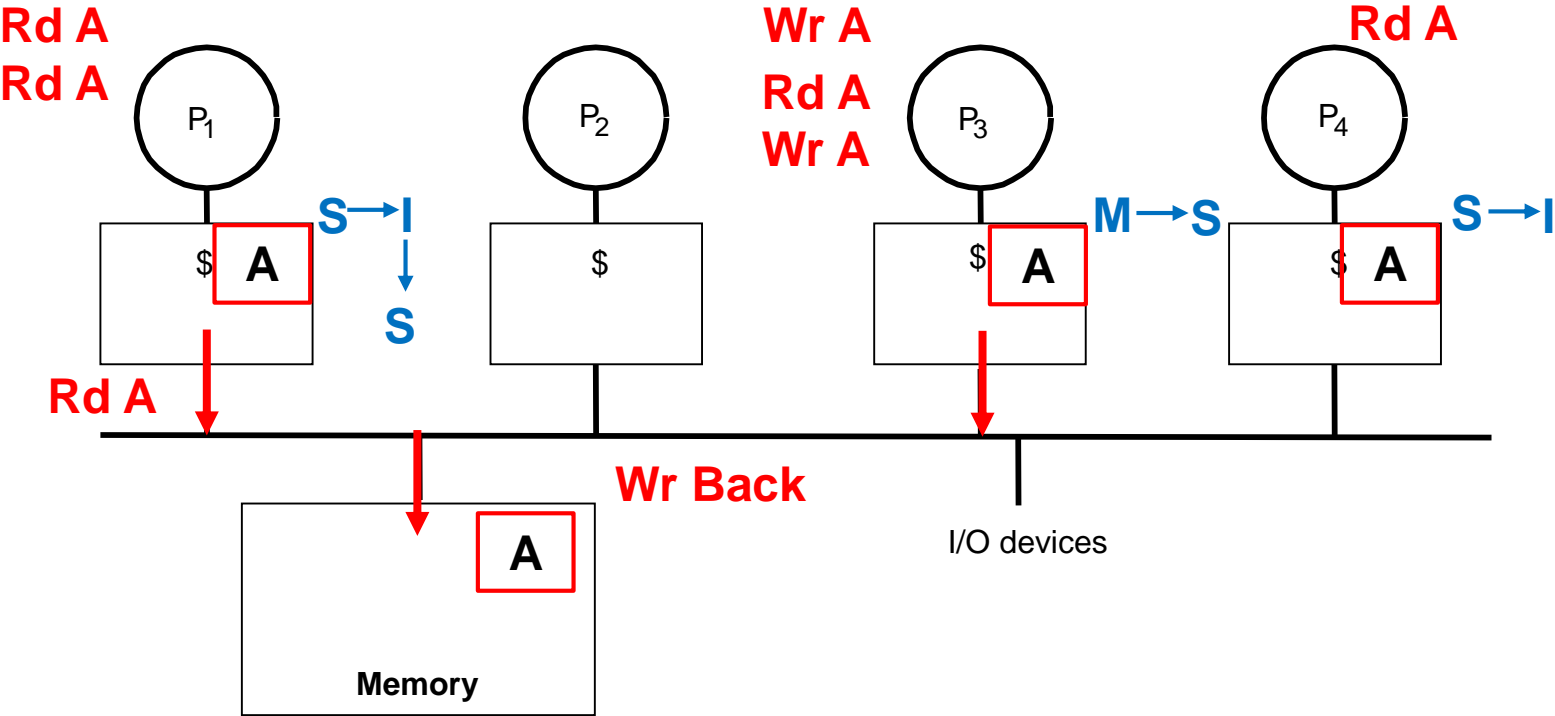 Rd A
Rd A
P1
P2
Wr A
Rd A
Wr A
P3
Rd A
P4
$ A
S I
S
$
$ A
M S
$ A
S I
Rd A
Wr Back
A
Memory
I/O devices